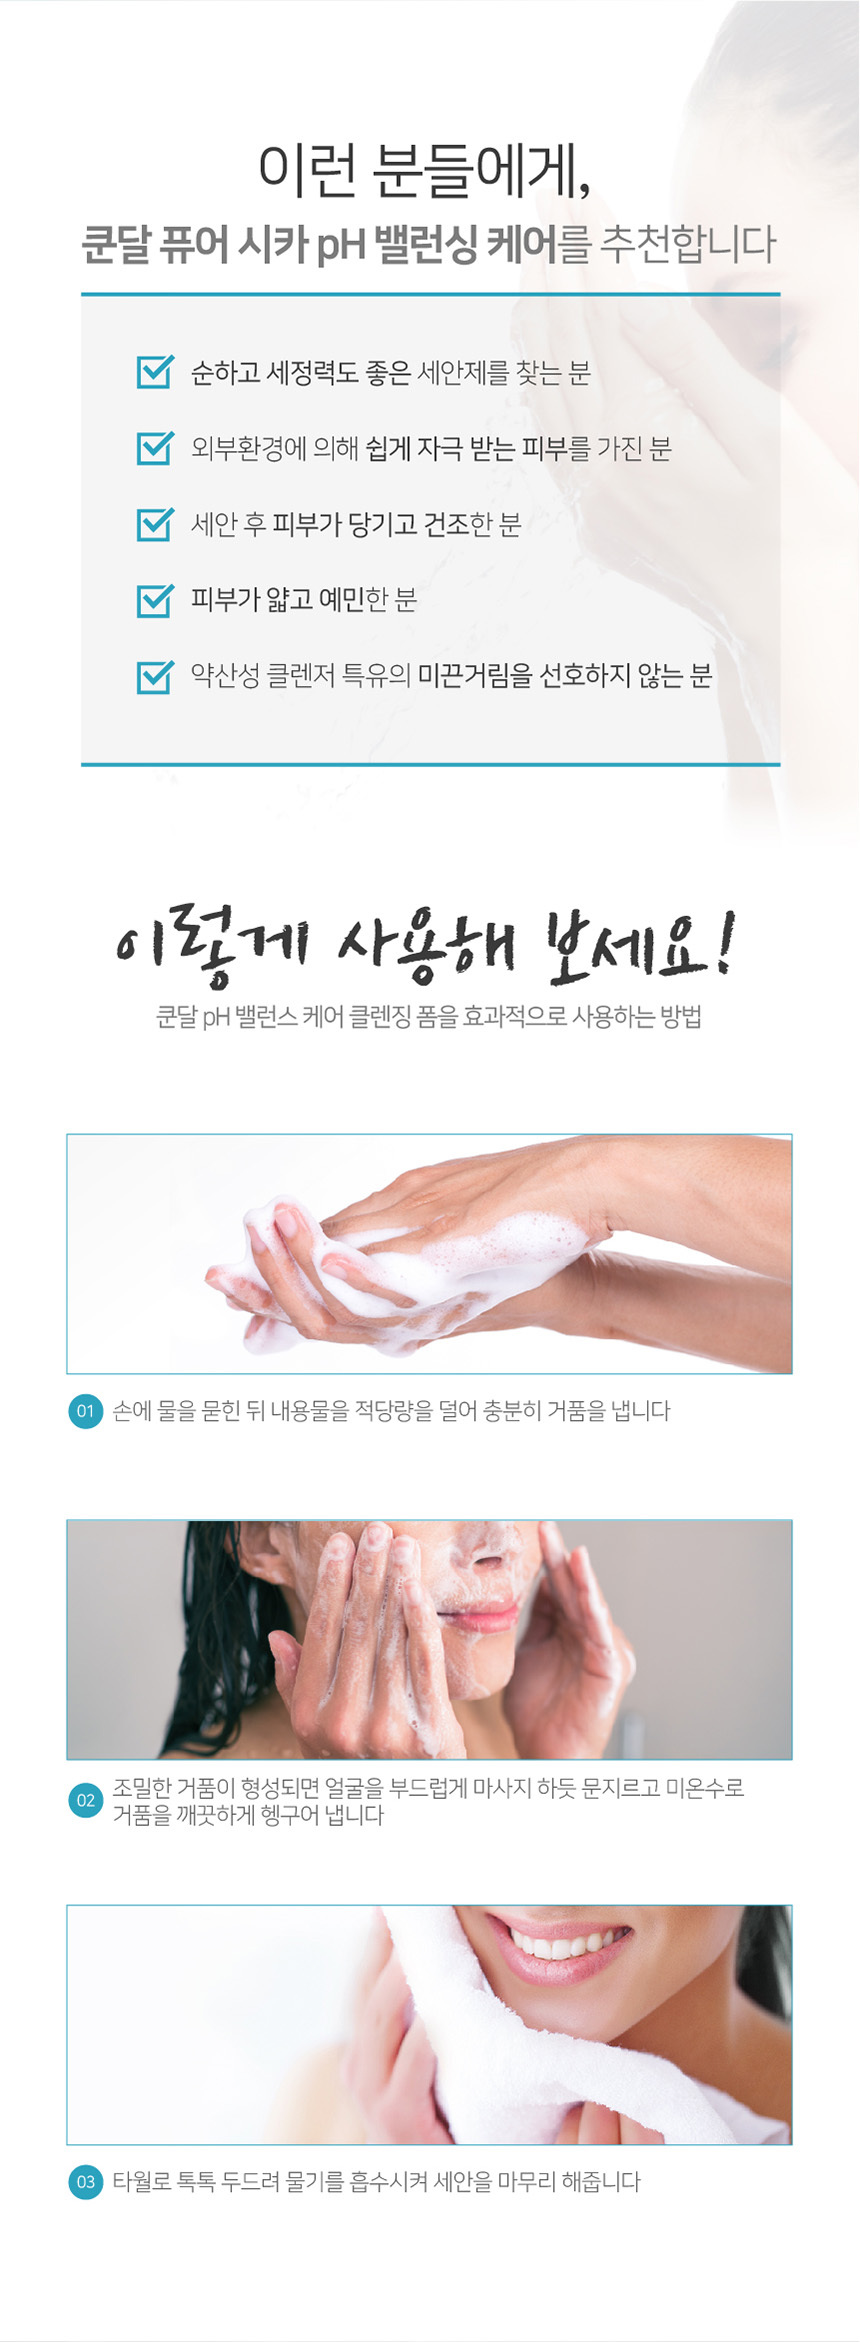 이런 분들에게,
쿤달 퓨어 시카 pH 밸런싱 케어를 추천합니다
순하고 세정력도 좋은 세안제를 찾는 분
외부환경에 의해 쉽게 자극 받는 피부를 가진 분
세안 후 피부가 당기고 건조한 분
피부가 얇고 예민한 분
약산성 클렌저 특유의 미끈거림을 선호하지 않는 분
이렇게 사용해 보세요!
쿤달 pH 밸런스 케어 클렌징 폼을 효과적으로 사용하는 방법
01 손에 물을 묻힌 뒤 내용물을 적당량을 덜어 충분히 거품을 냅니다
02 조밀한 거품이 형성되면 얼굴을 부드럽게 마사지 하듯 문지르고 미온수로
거품을 깨끗하게 헹구어 냅니다
03 타월로 톡톡 두드려 물기를 흡수시켜 세안을 마무리 해줍니다